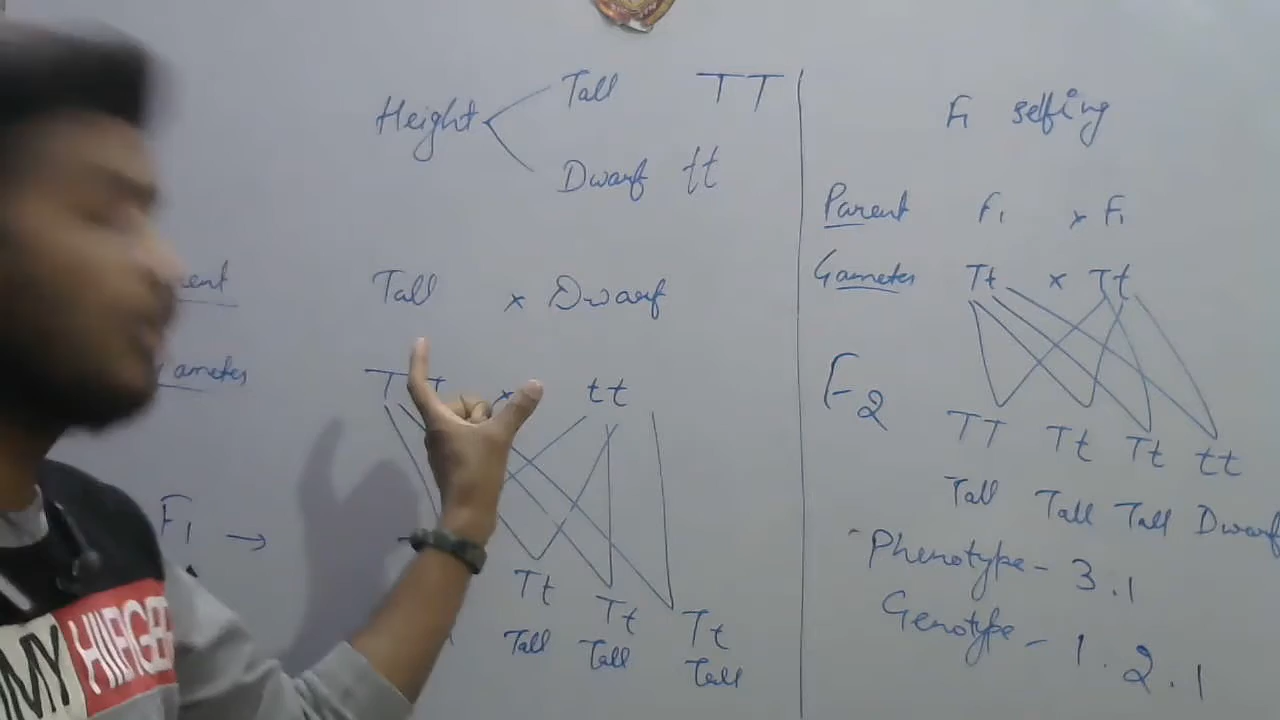 Height Tall TT
Dwarf tt
Tall x Dwarf
x tt
F1 →
Tt
Tt
Tt
Tall
Tall
Tall
F1 selfing
Parent F1 x F1
Gametes Tt x Tt
F2
TT Tt Tt tt
Tall Tall Tall Dwarf
Phenotype - 3.1
Genotype - 1.2.1